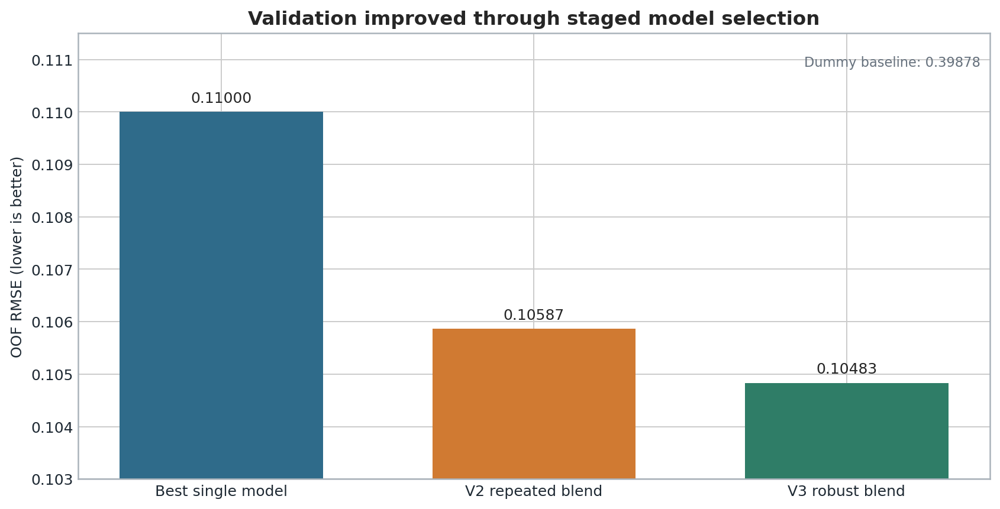 Validation improved through staged model selection
Dummy baseline: 0.39878
OOF RMSE (lower is better)
0.111
0.110
0.109
0.108
0.107
0.106
0.105
0.104
0.103
0.11000
0.10587
0.10483
Best single model
V2 repeated blend
V3 robust blend